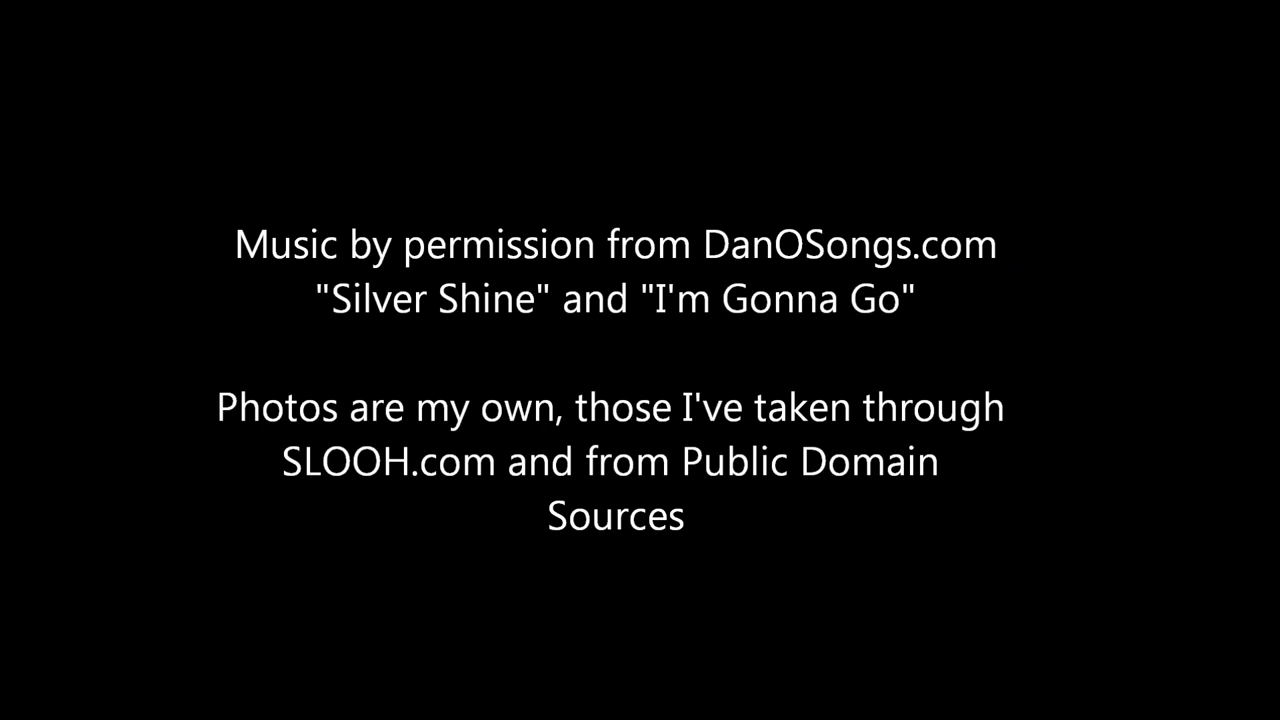 Music by permission from DanOSongs.com
"Silver Shine" and "I'm Gonna Go"
Photos are my own, those I've taken through
SLOOH.com and from Public Domain
Sources